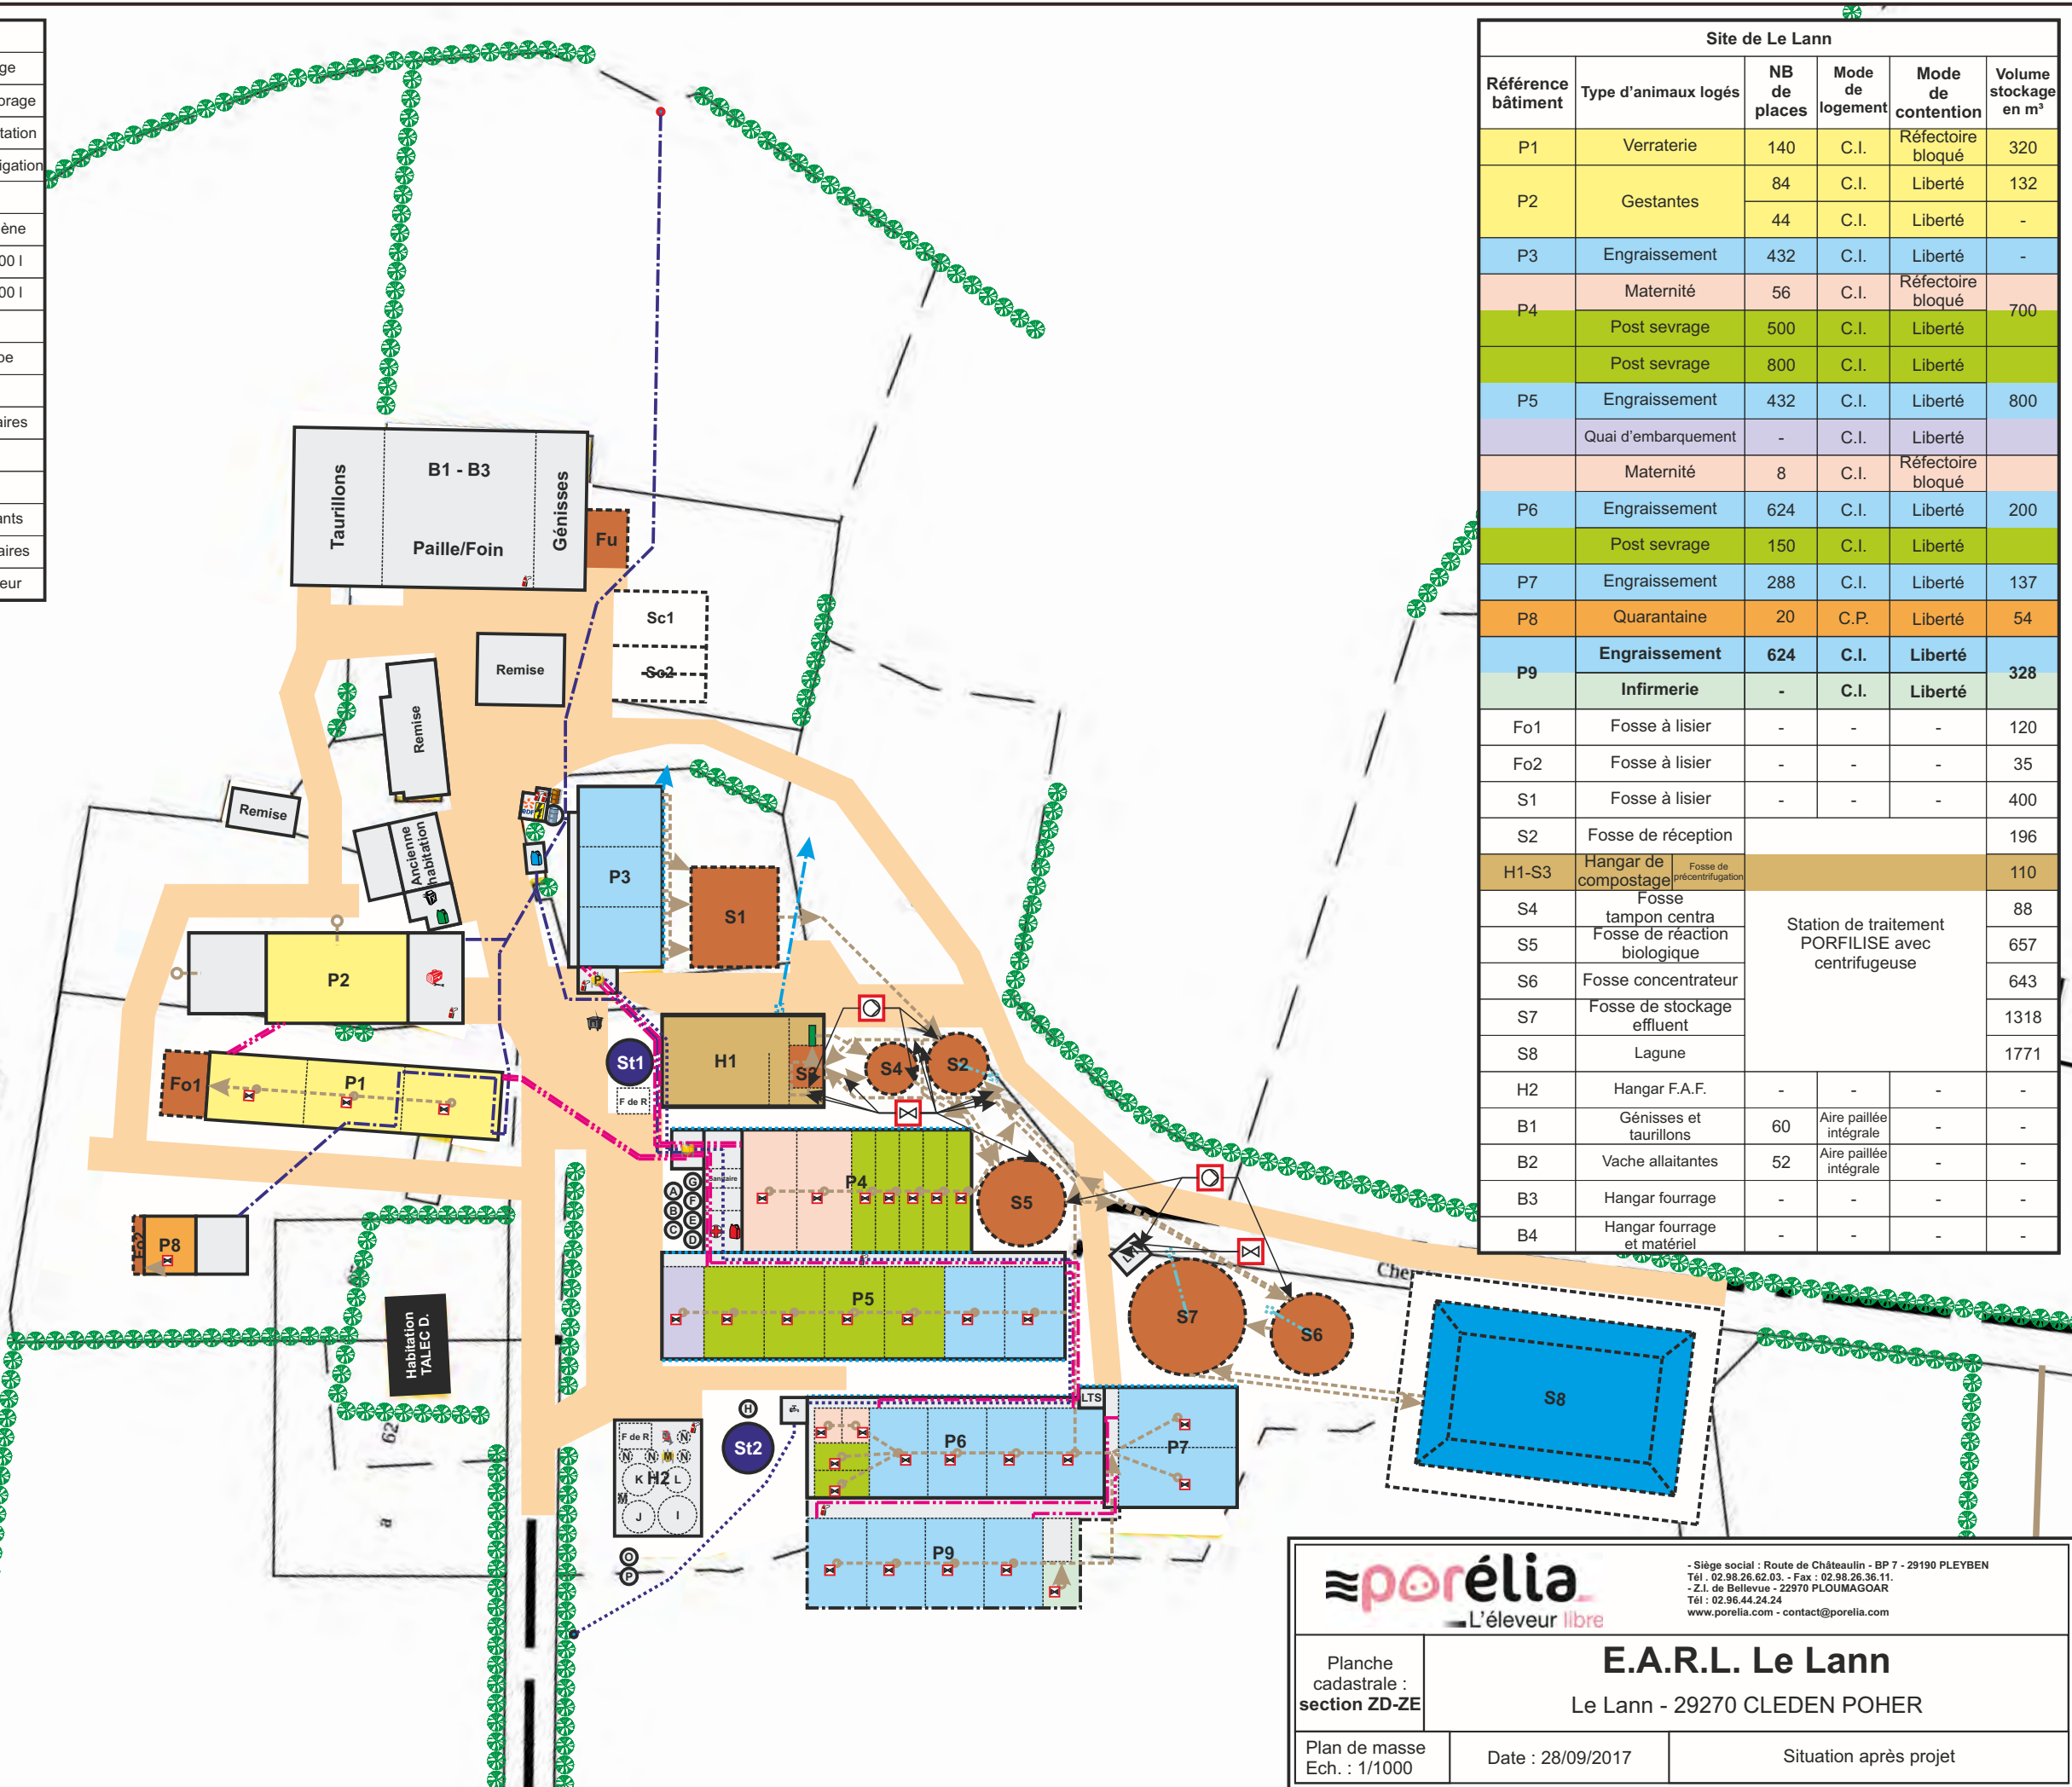 ge
orage
tation
igation
ène
00 l
00 l
pe
aires
ants
aires
eur
Site de Le Lann
Référence bâtiment | Type d'animaux logés | NB de places | Mode de logement | Mode de contention | Volume stockage en m³
P1 | Verraterie | 140 | C.I. | Réfectoire bloqué | 320
P2 | Gestantes | 84 | C.I. | Liberté | 132
44 | C.I. | Liberté | -
P3 | Engraissement | 432 | C.I. | Liberté | -
P4 | Maternité | 56 | C.I. | Réfectoire bloqué | 700
Post sevrage | 500 | C.I. | Liberté
Post sevrage | 800 | C.I. | Liberté
P5 | Engraissement | 432 | C.I. | Liberté | 800
Quai d'embarquement | - | C.I. | Liberté
Maternité | 8 | C.I. | Réfectoire bloqué
P6 | Engraissement | 624 | C.I. | Liberté | 200
Post sevrage | 150 | C.I. | Liberté
P7 | Engraissement | 288 | C.I. | Liberté | 137
P8 | Quarantaine | 20 | C.P. | Liberté | 54
P9 | Engraissement | 624 | C.I. | Liberté | 328
Infirmerie | - | C.I. | Liberté
Fo1 | Fosse à lisier | - | - | - | 120
Fo2 | Fosse à lisier | - | - | - | 35
S1 | Fosse à lisier | - | - | - | 400
S2 | Fosse de réception | 196
H1-S3 | Hangar de compostage | Fosse de précentrifugation | 110
S4 | Fosse tampon centra | 88
S5 | Fosse de réaction biologique | 657
S6 | Fosse concentrateur | 643
S7 | Fosse de stockage effluent | 1318
S8 | Lagune | 1771
Station de traitement
PORFILISE avec
centrifugeuse
H2 | Hangar F.A.F. | - | - | - | -
B1 | Génisses et taurillons | 60 | Aire paillée intégrale | - | -
B2 | Vache allaitantes | 52 | Aire paillée intégrale | - | -
B3 | Hangar fourrage | - | - | - | -
B4 | Hangar fourrage et matériel | - | - | - | -
Taurillons
B1 - B3
Paille/Foin
Génisses
Fu
Sc1
Sc2
Remise
Remise
Remise
Ancienne
habitation
P3
S1
P2
P1
Fo1
St1
F de R
H1
S3
S4
S2
P4
Sanitaire
A
B
C
G
F
E
D
S5
P8
Fo2
P5
LTS
S7
S6
Che
S8
Habitation
TALEC D.
62
a
H
St2
F de R
N
N
N
M
N
K
H2
L
M
J
I
O
P
P6
LTS
P7
P9
porélia
L'éleveur libre
- Siège social : Route de Châteaulin - BP 7 - 29190 PLEYBEN
Tél . 02.98.26.62.03. - Fax : 02.98.26.36.11.
- Z.I. de Bellevue - 22970 PLOUMAGOAR
Tél : 02.96.44.24.24
www.porelia.com - contact@porelia.com
Planche
cadastrale :
section ZD-ZE
E.A.R.L. Le Lann
Le Lann - 29270 CLEDEN POHER
Plan de masse
Ech. : 1/1000
Date : 28/09/2017
Situation après projet